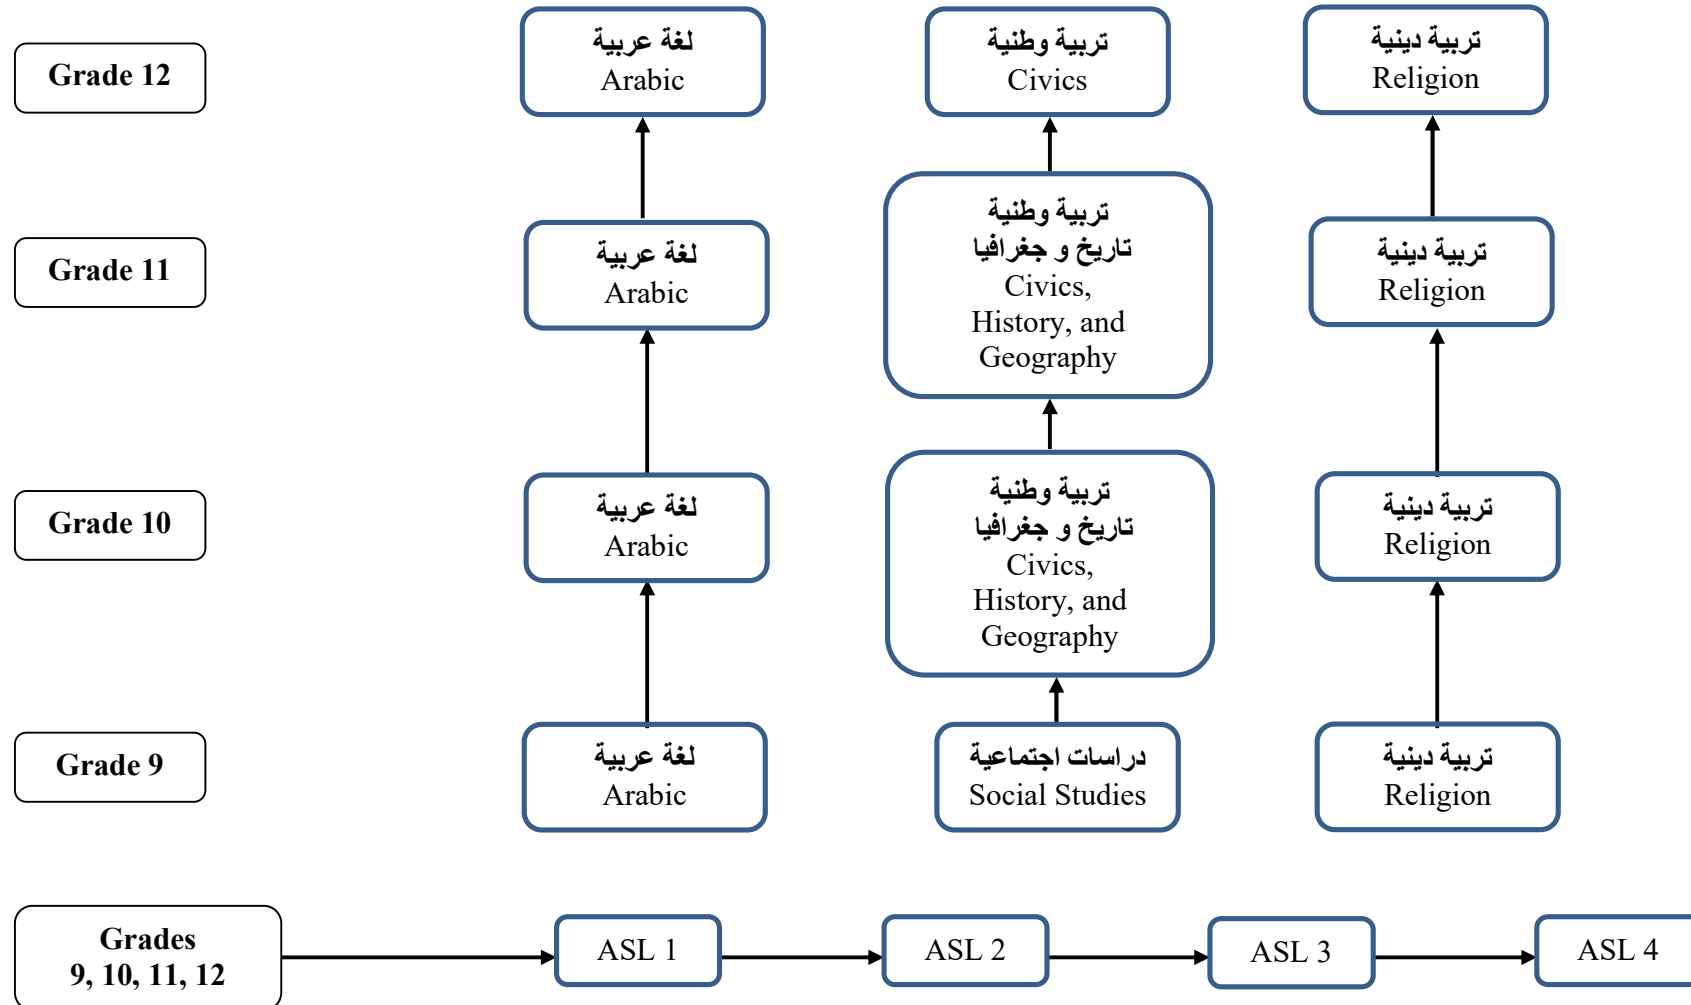 Grade 12
لغة عربية
Arabic
تربية وطنية
Civics
تربية دينية
Religion
Grade 11
لغة عربية
Arabic
تربية وطنية
تاريخ و جغرافيا
Civics,
History, and
Geography
تربية دينية
Religion
Grade 10
لغة عربية
Arabic
تربية وطنية
تاريخ و جغرافيا
Civics,
History, and
Geography
تربية دينية
Religion
Grade 9
لغة عربية
Arabic
دراسات اجتماعية
Social Studies
تربية دينية
Religion
Grades
9, 10, 11, 12
ASL 1
ASL 2
ASL 3
ASL 4